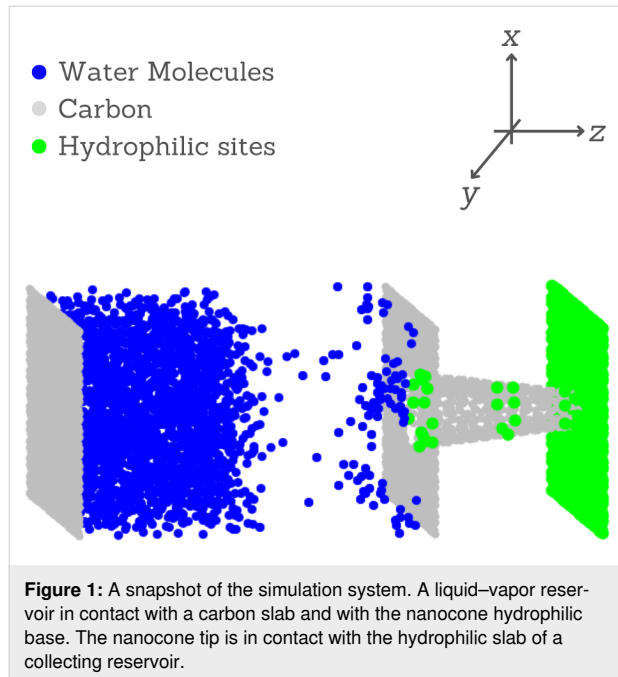 Water Molecules
Carbon
Hydrophilic sites
x
z
y
Figure 1: A snapshot of the simulation system. A liquid–vapor reser-
voir in contact with a carbon slab and with the nanocone hydrophilic
base. The nanocone tip is in contact with the hydrophilic slab of a
collecting reservoir.